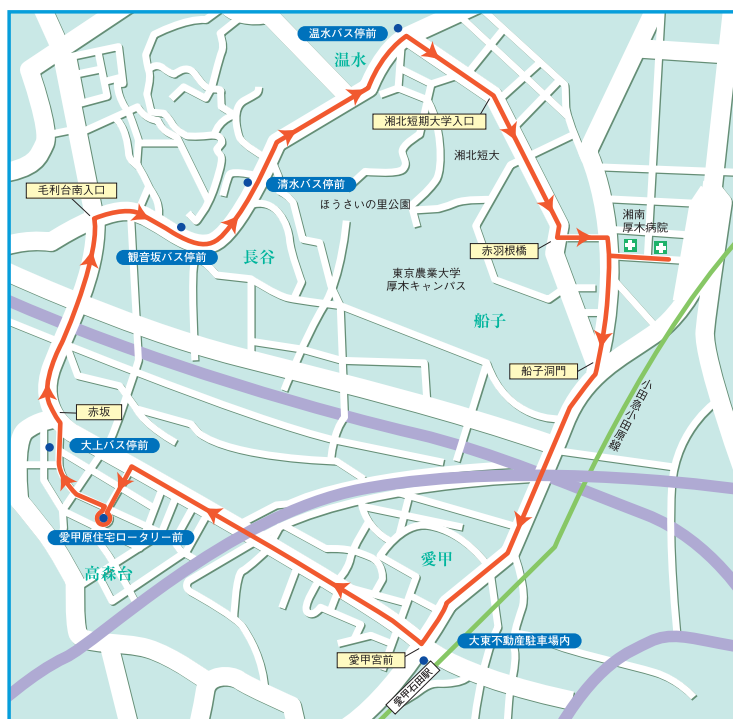 温水バス停前
温水
湘北短期大学入口
湘北短大
清水バス停前
毛利台南入口
ほうさいの里公園
湘南
厚木病院
観音坂バス停前
長谷
赤羽根橋
東京農業大学
厚木キャンパス
船子
船子洞門
小田急小田原線
赤坂
大上バス停前
愛甲原住宅ロータリー前
高森台
愛甲
大東不動産駐車場内
愛甲宮前
愛甲石田駅